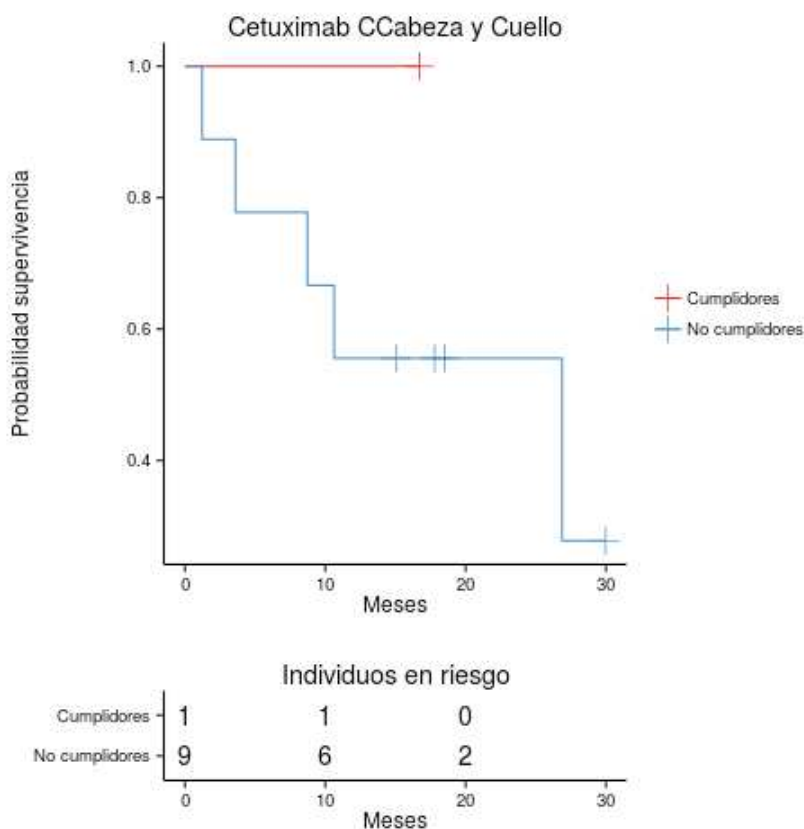 Cetuximab CCabeza y Cuello
Probabilidad supervivencia
1.0
0.8
0.6
0.4
0 10 20 30
Meses
Cumplidores
No cumplidores
Individuos en riesgo
Cumplidores 1 1 0
No cumplidores 9 6 2
0 10 20 30
Meses